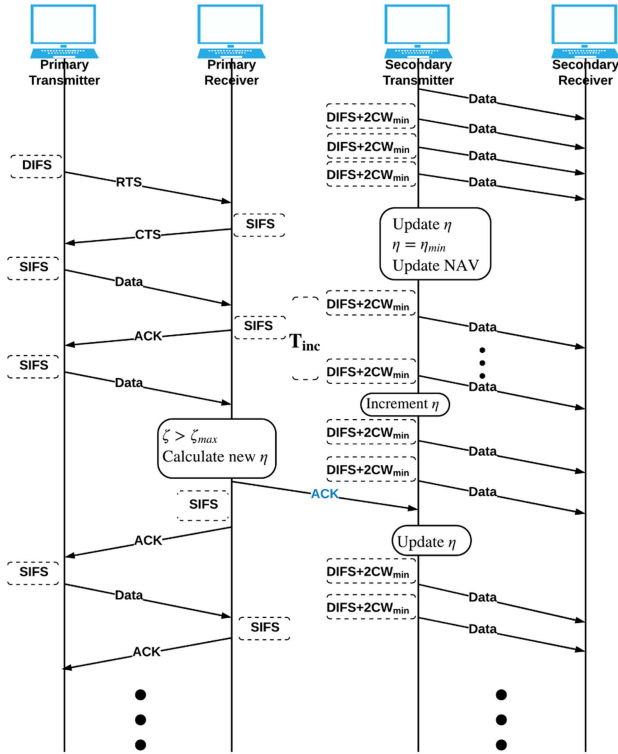 Primary
Transmitter
Primary
Receiver
Secondary
Transmitter
Secondary
Receiver
Data
DIFS+2CWmin
Data
DIFS+2CWmin
Data
DIFS+2CWmin
Data
DIFS
RTS
SIFS
CTS
Update η
η = ηmin
Update NAV
SIFS
Data
DIFS+2CWmin
Data
SIFS
ACK
Tinc
SIFS
Data
DIFS+2CWmin
Data
Increment η
ζ > ζmax
Calculate new η
DIFS+2CWmin
Data
DIFS+2CWmin
Data
ACK
SIFS
ACK
Update η
SIFS
Data
DIFS+2CWmin
Data
DIFS+2CWmin
Data
SIFS
ACK